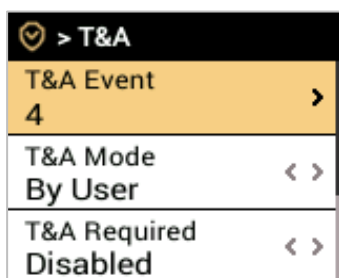 > T&A
T&A Event
4
T&A Mode
By User
T&A Required
Disabled